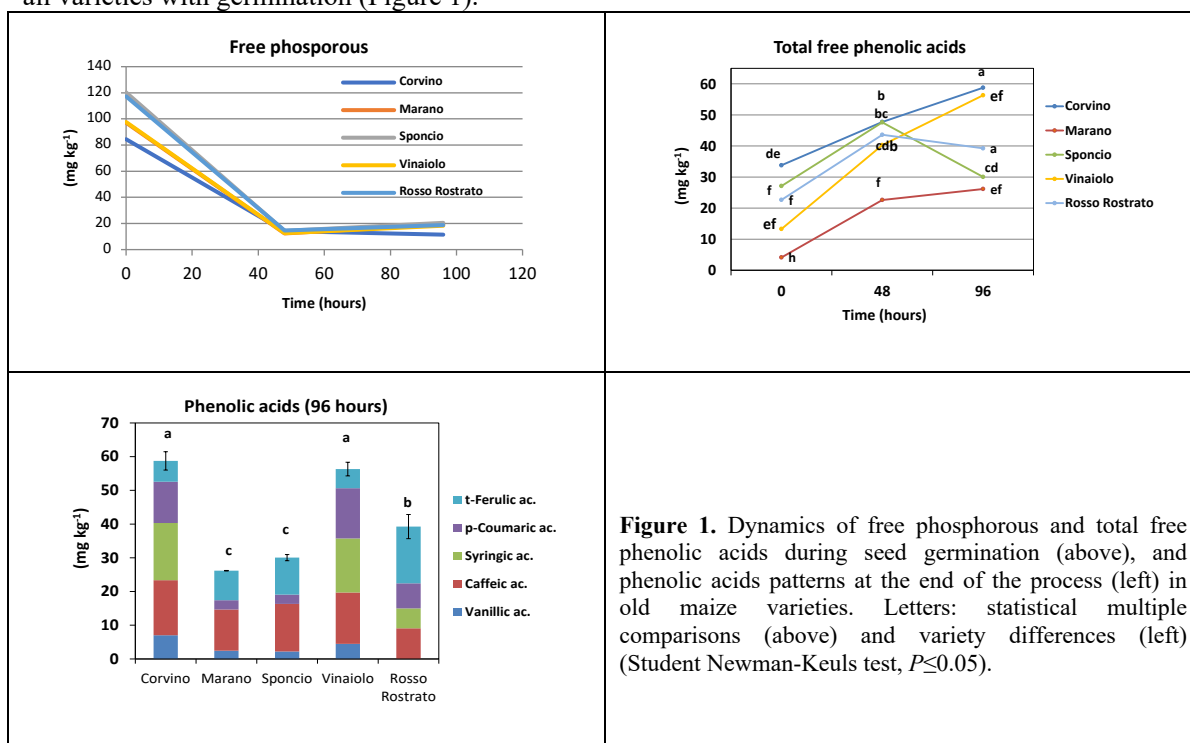 all varieties with germination (Figure 1).
Free phosporous
(mg kg-1)
140
120
100
80
60
40
20
0
0 20 40 60 80 100 120
Time (hours)
Corvino
Marano
Sponcio
Vinaiolo
Rosso Rostrato
Total free phenolic acids
(mg kg-1)
60
50
40
30
20
10
0
0 48 96
Time (hours)
de
f
f
ef
h
b
bc
cdb
f
a
ef
a
cd
ef
Corvino
Marano
Sponcio
Vinaiolo
Rosso Rostrato
Phenolic acids (96 hours)
(mg kg-1)
70
60
50
40
30
20
10
0
a
c
c
a
b
Corvino Marano Sponcio Vinaiolo Rosso
Rostrato
t-Ferulic ac.
p-Coumaric ac.
Syringic ac.
Caffeic ac.
Vanillic ac.
Figure 1. Dynamics of free phosphorous and total free
phenolic acids during seed germination (above), and
phenolic acids patterns at the end of the process (left) in
old maize varieties. Letters: statistical multiple
comparisons (above) and variety differences (left)
(Student Newman-Keuls test, P≤0.05).